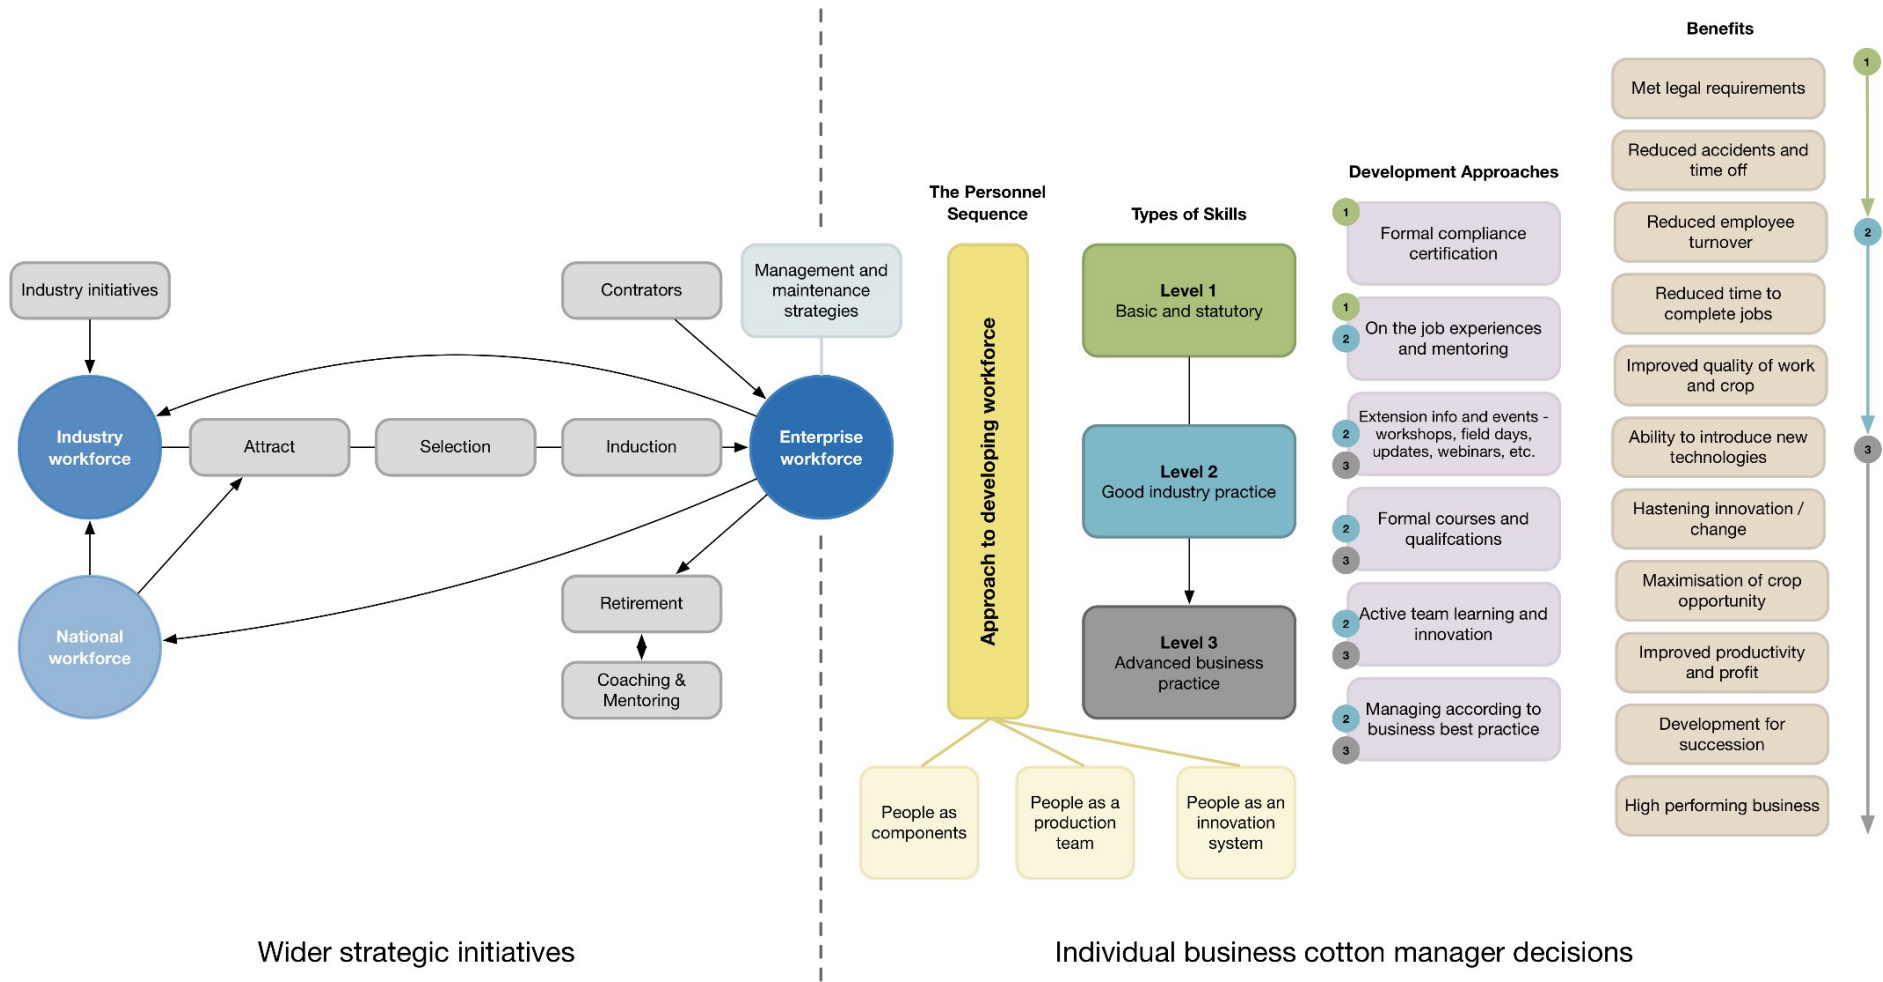 Industry initiatives
Industry
workforce
National
workforce
Attract
Selection
Induction
Contrators
Management and
maintenance
strategies
Enterprise
workforce
Retirement
Coaching &
Mentoring
Wider strategic initiatives
The Personnel
Sequence
Approach to developing workforce
People as
components
People as a
production
team
People as an
innovation
system
Types of Skills
Level 1
Basic and statutory
Level 2
Good industry practice
Level 3
Advanced business
practice
Development Approaches
1
Formal compliance
certification
1
2
On the job experiences
and mentoring
2
3
Extension info and events -
workshops, field days,
updates, webinars, etc.
2
3
Formal courses and
qualifcations
2
3
Active team learning and
innovation
2
3
Managing according to
business best practice
Benefits
Met legal requirements
Reduced accidents and
time off
Reduced employee
turnover
Reduced time to
complete jobs
Improved quality of work
and crop
Ability to introduce new
technologies
Hastening innovation /
change
Maximisation of crop
opportunity
Improved productivity
and profit
Development for
succession
High performing business
1
2
3
Individual business cotton manager decisions